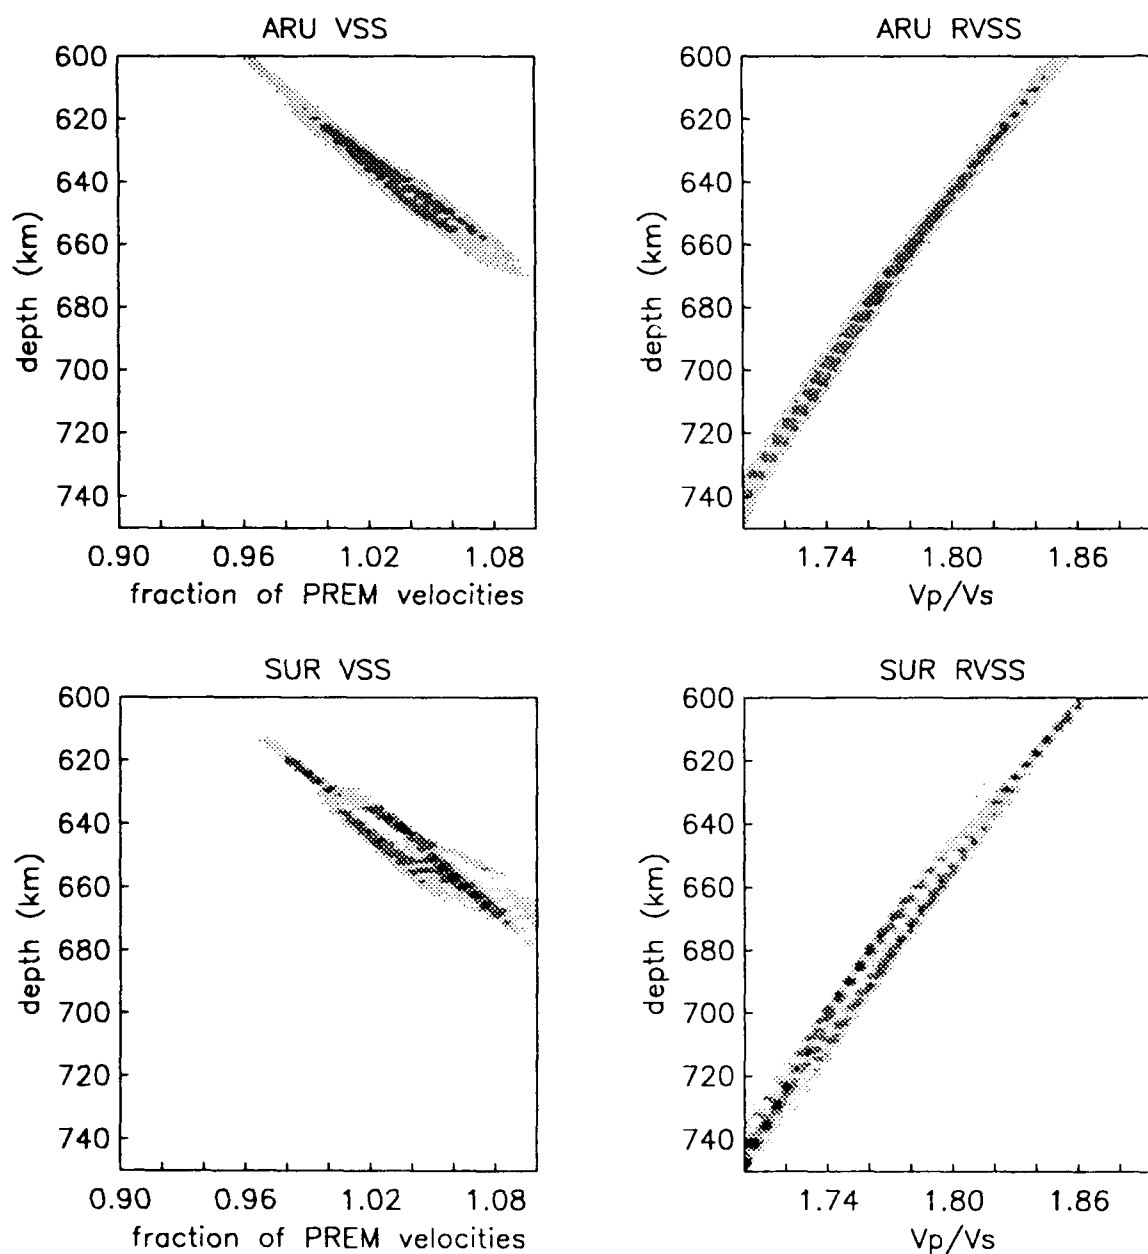 ARU VSS
600
620
640
660
680
700
720
740
depth (km)
0.90 0.96 1.02 1.08
fraction of PREM velocities
ARU RVSS
600
620
640
660
680
700
720
740
depth (km)
1.74 1.80 1.86
Vp/Vs
SUR VSS
600
620
640
660
680
700
720
740
depth (km)
0.90 0.96 1.02 1.08
fraction of PREM velocities
SUR RVSS
600
620
640
660
680
700
720
740
depth (km)
1.74 1.80 1.86
Vp/Vs